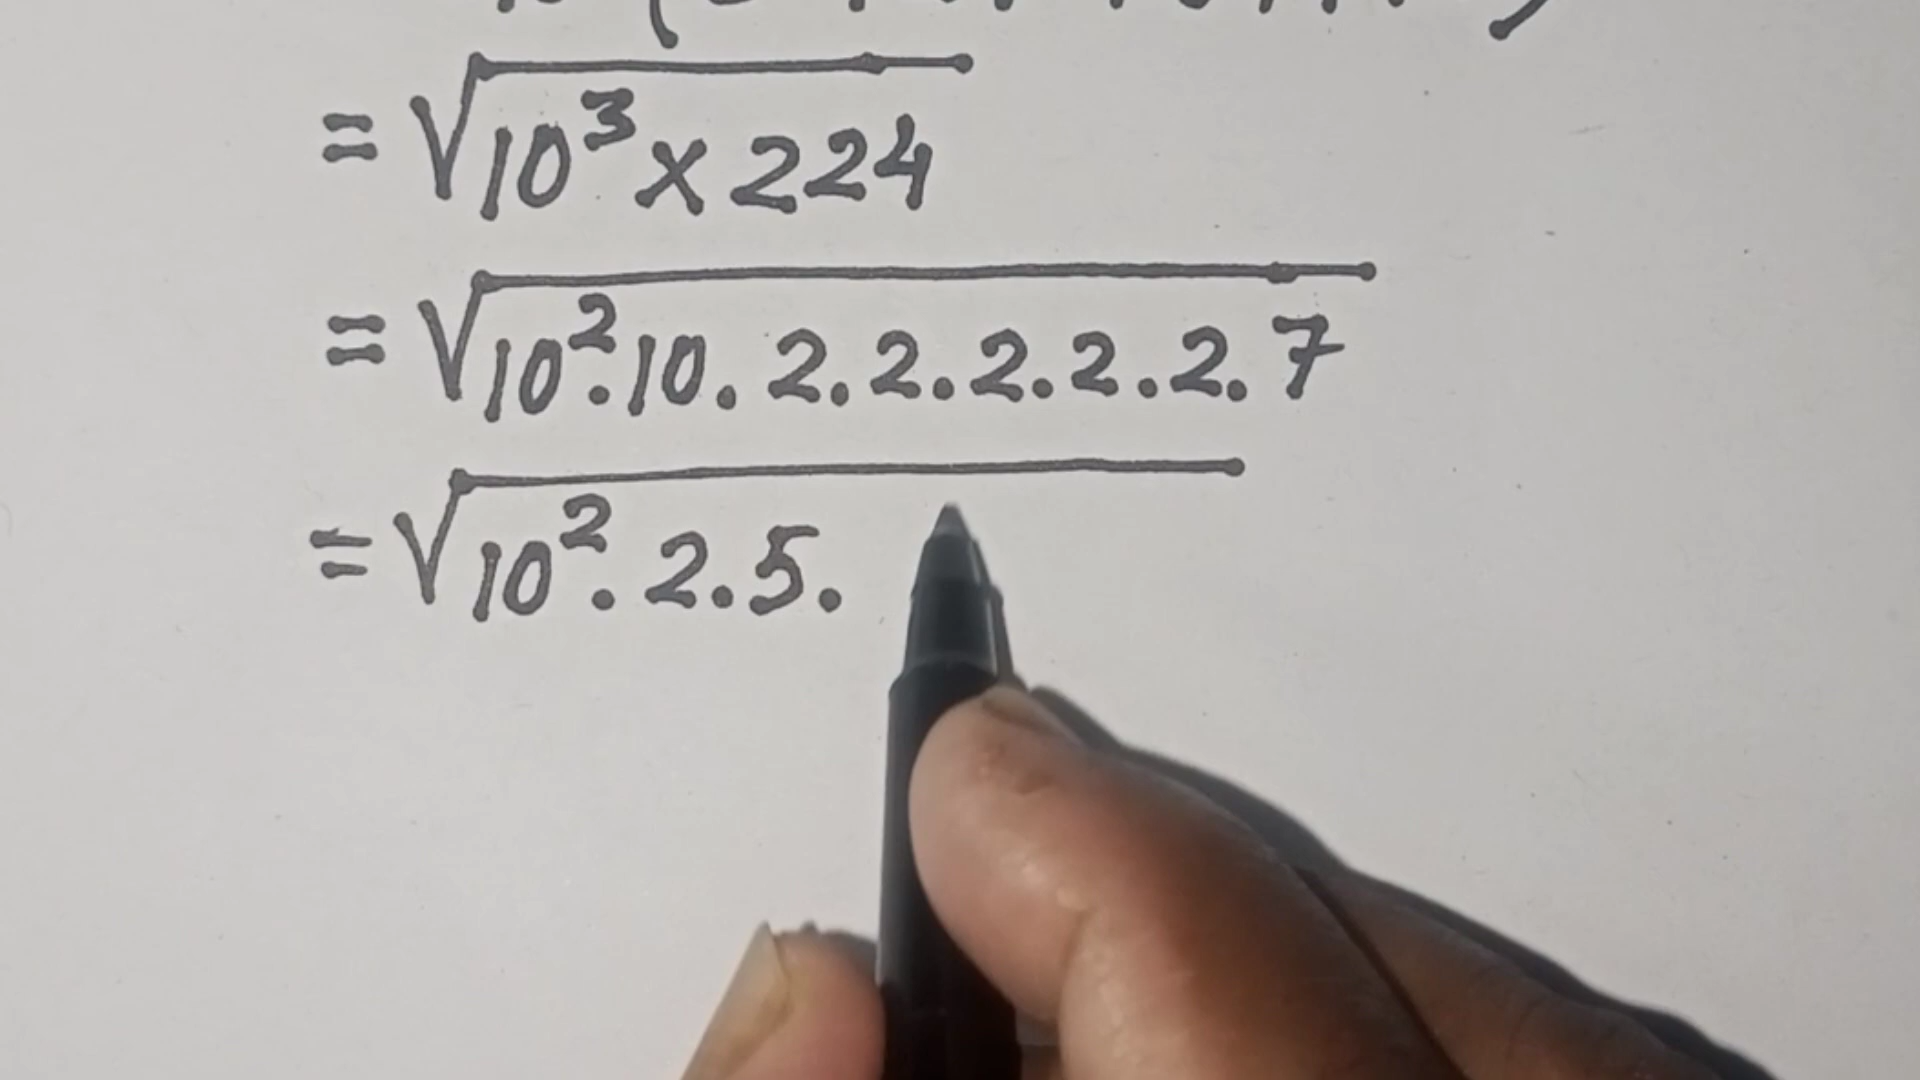 = √10³ x 224
= √10².10.2.2.2.2.2.7
= √10².2.5.